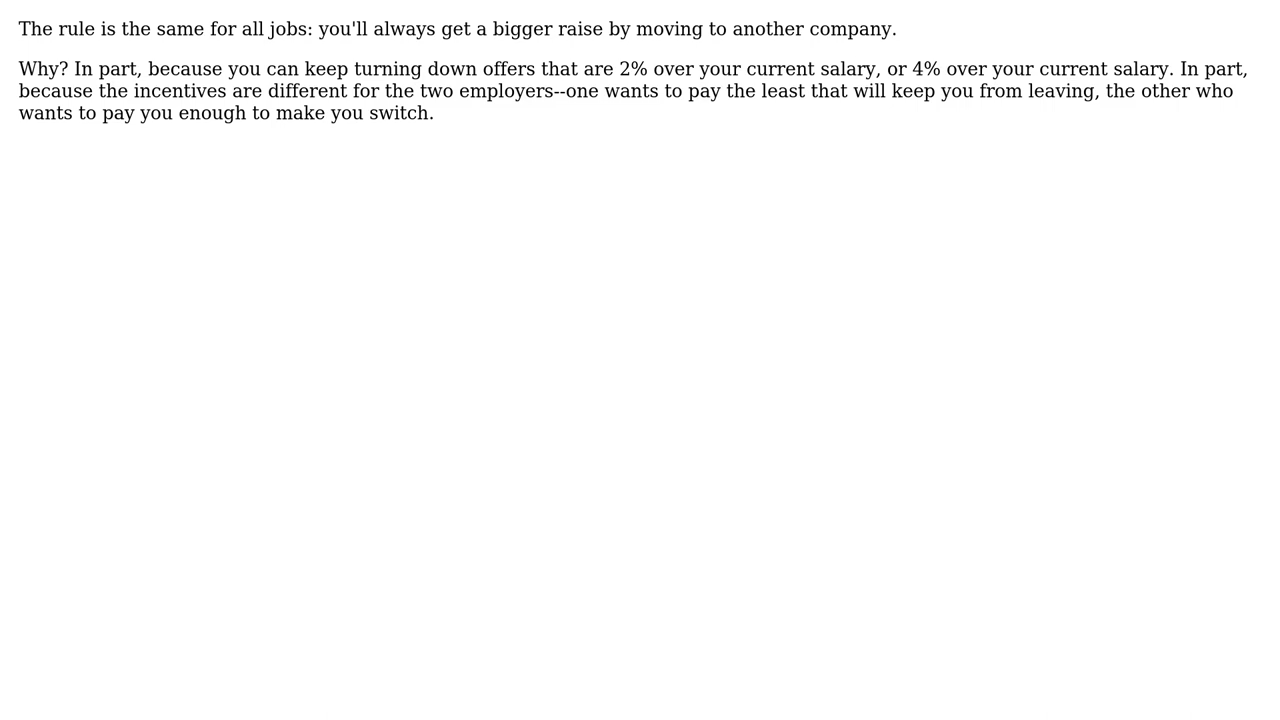 The rule is the same for all jobs: you'll always get a bigger raise by moving to another company.
Why? In part, because you can keep turning down offers that are 2% over your current salary, or 4% over your current salary. In part,
because the incentives are different for the two employers--one wants to pay the least that will keep you from leaving, the other who
wants to pay you enough to make you switch.